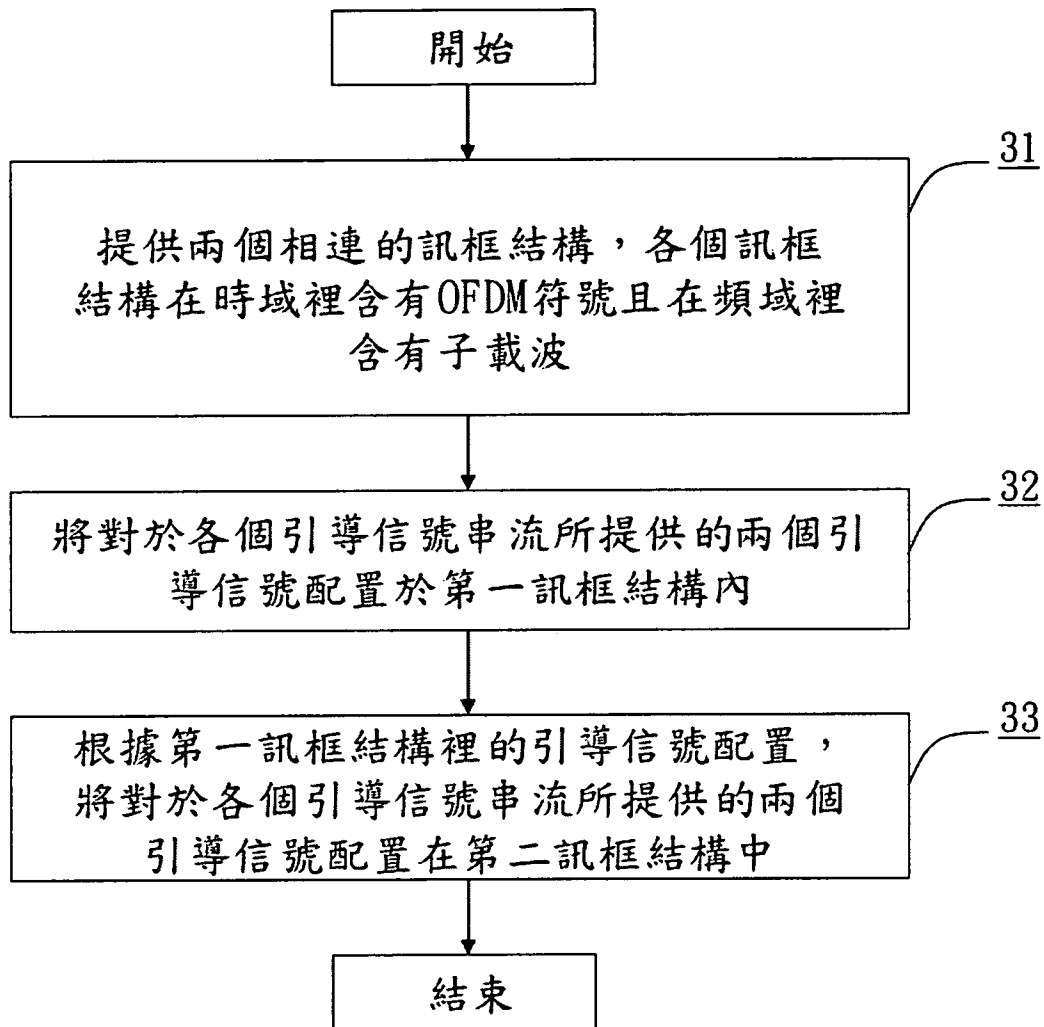 開始
31
提供兩個相連的訊框結構，各個訊框
結構在時域裡含有OFDM符號且在頻域裡
含有子載波
32
將對於各個引導信號串流所提供的兩個引
導信號配置於第一訊框結構內
33
根據第一訊框結構裡的引導信號配置，
將對於各個引導信號串流所提供的兩個
引導信號配置在第二訊框結構中
結束